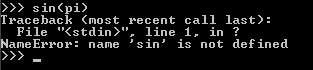 >>> sin(pi)
Traceback (most recent call last):
  File "<stdin>", line 1, in ?
NameError: name 'sin' is not defined
>>> _